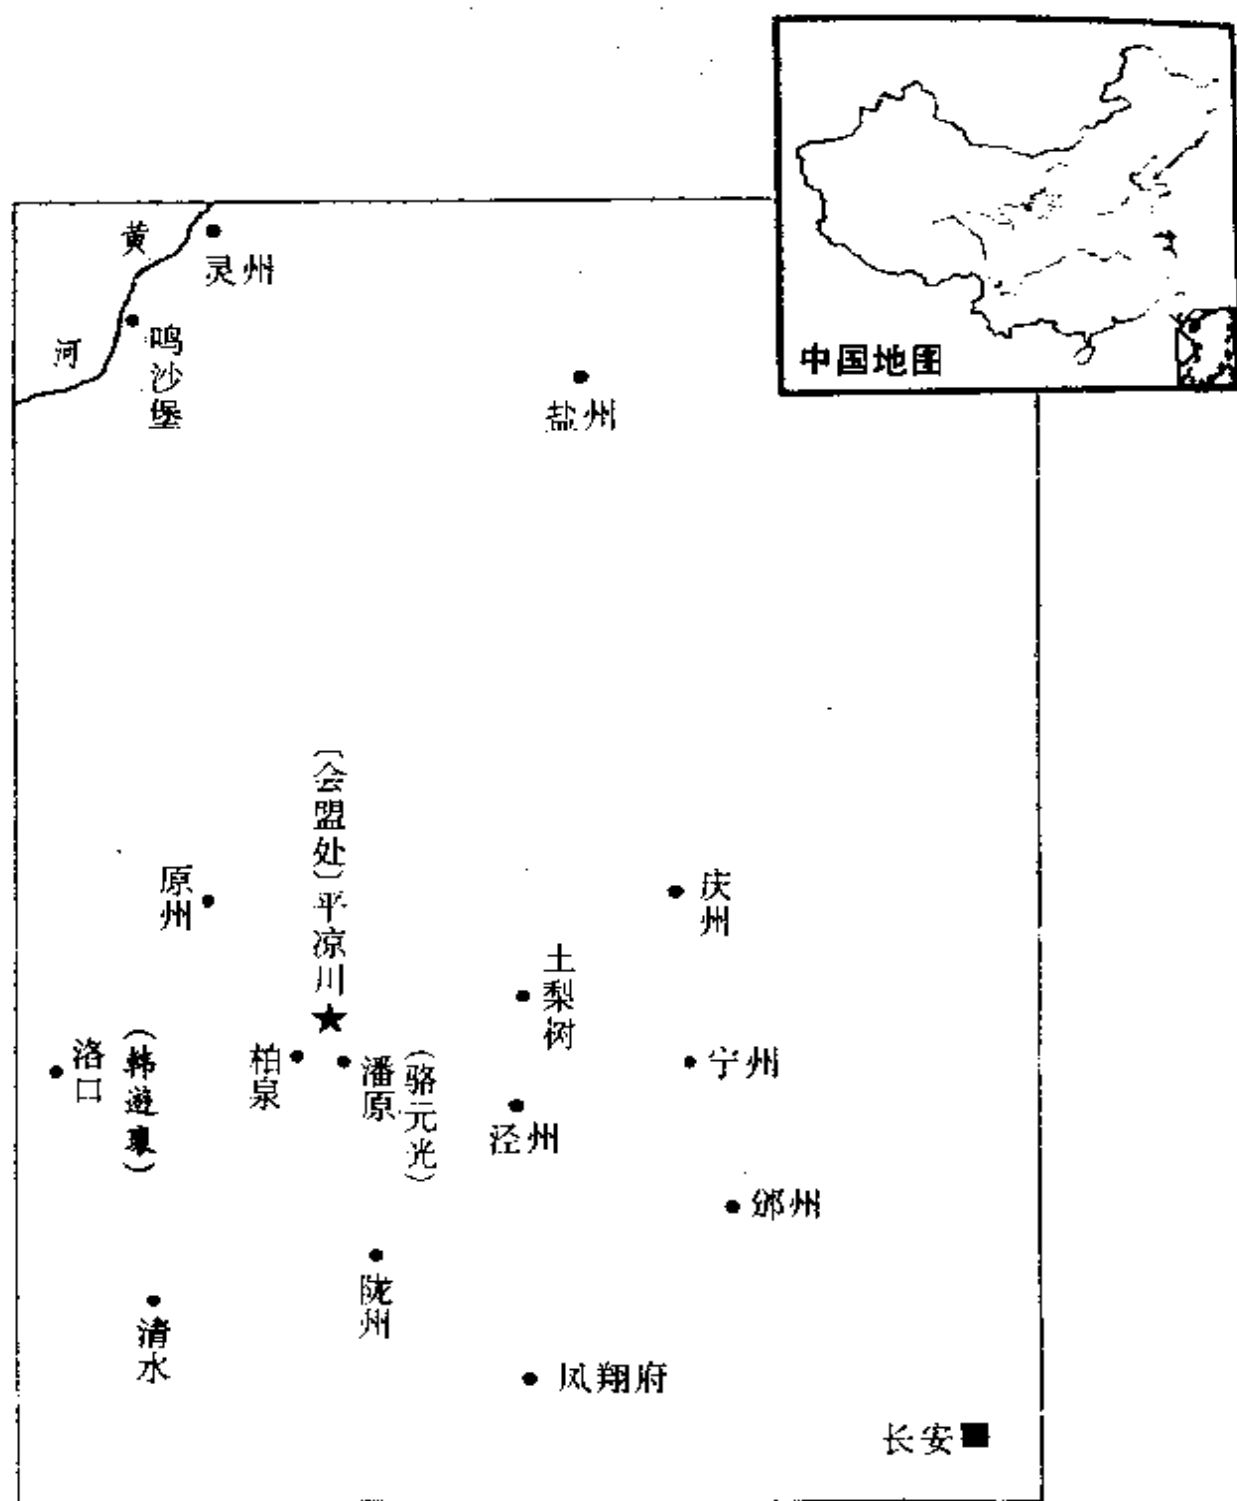 中国地图
黄河
灵州
鸣沙堡
盐州
(会盟处)平凉川
原州
庆州
土梨树
洛口
(韩遊瓌)
柏泉
潘原
(骆元光)
宁州
泾州
邠州
陇州
清水
凤翔府
长安